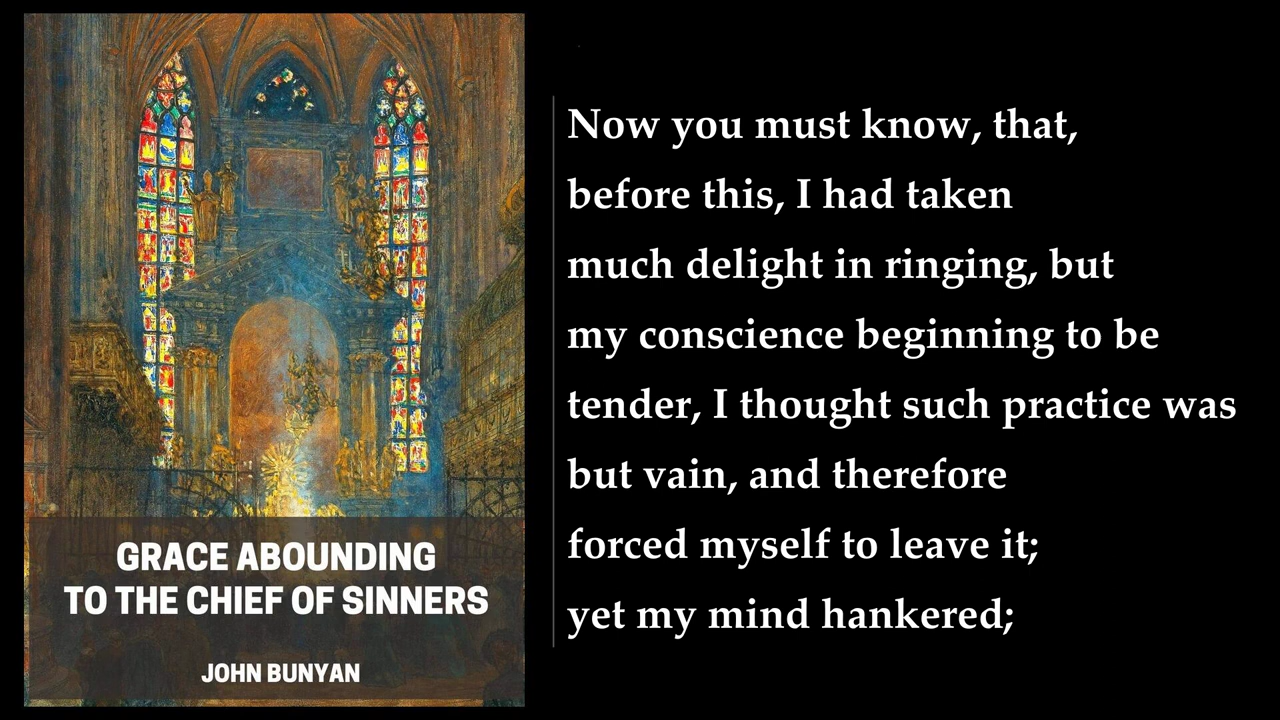 GRACE ABOUNDING
TO THE CHIEF OF SINNERS
JOHN BUNYAN
Now you must know, that,
before this, I had taken
much delight in ringing, but
my conscience beginning to be
tender, I thought such practice was
but vain, and therefore
forced myself to leave it;
yet my mind hankered;